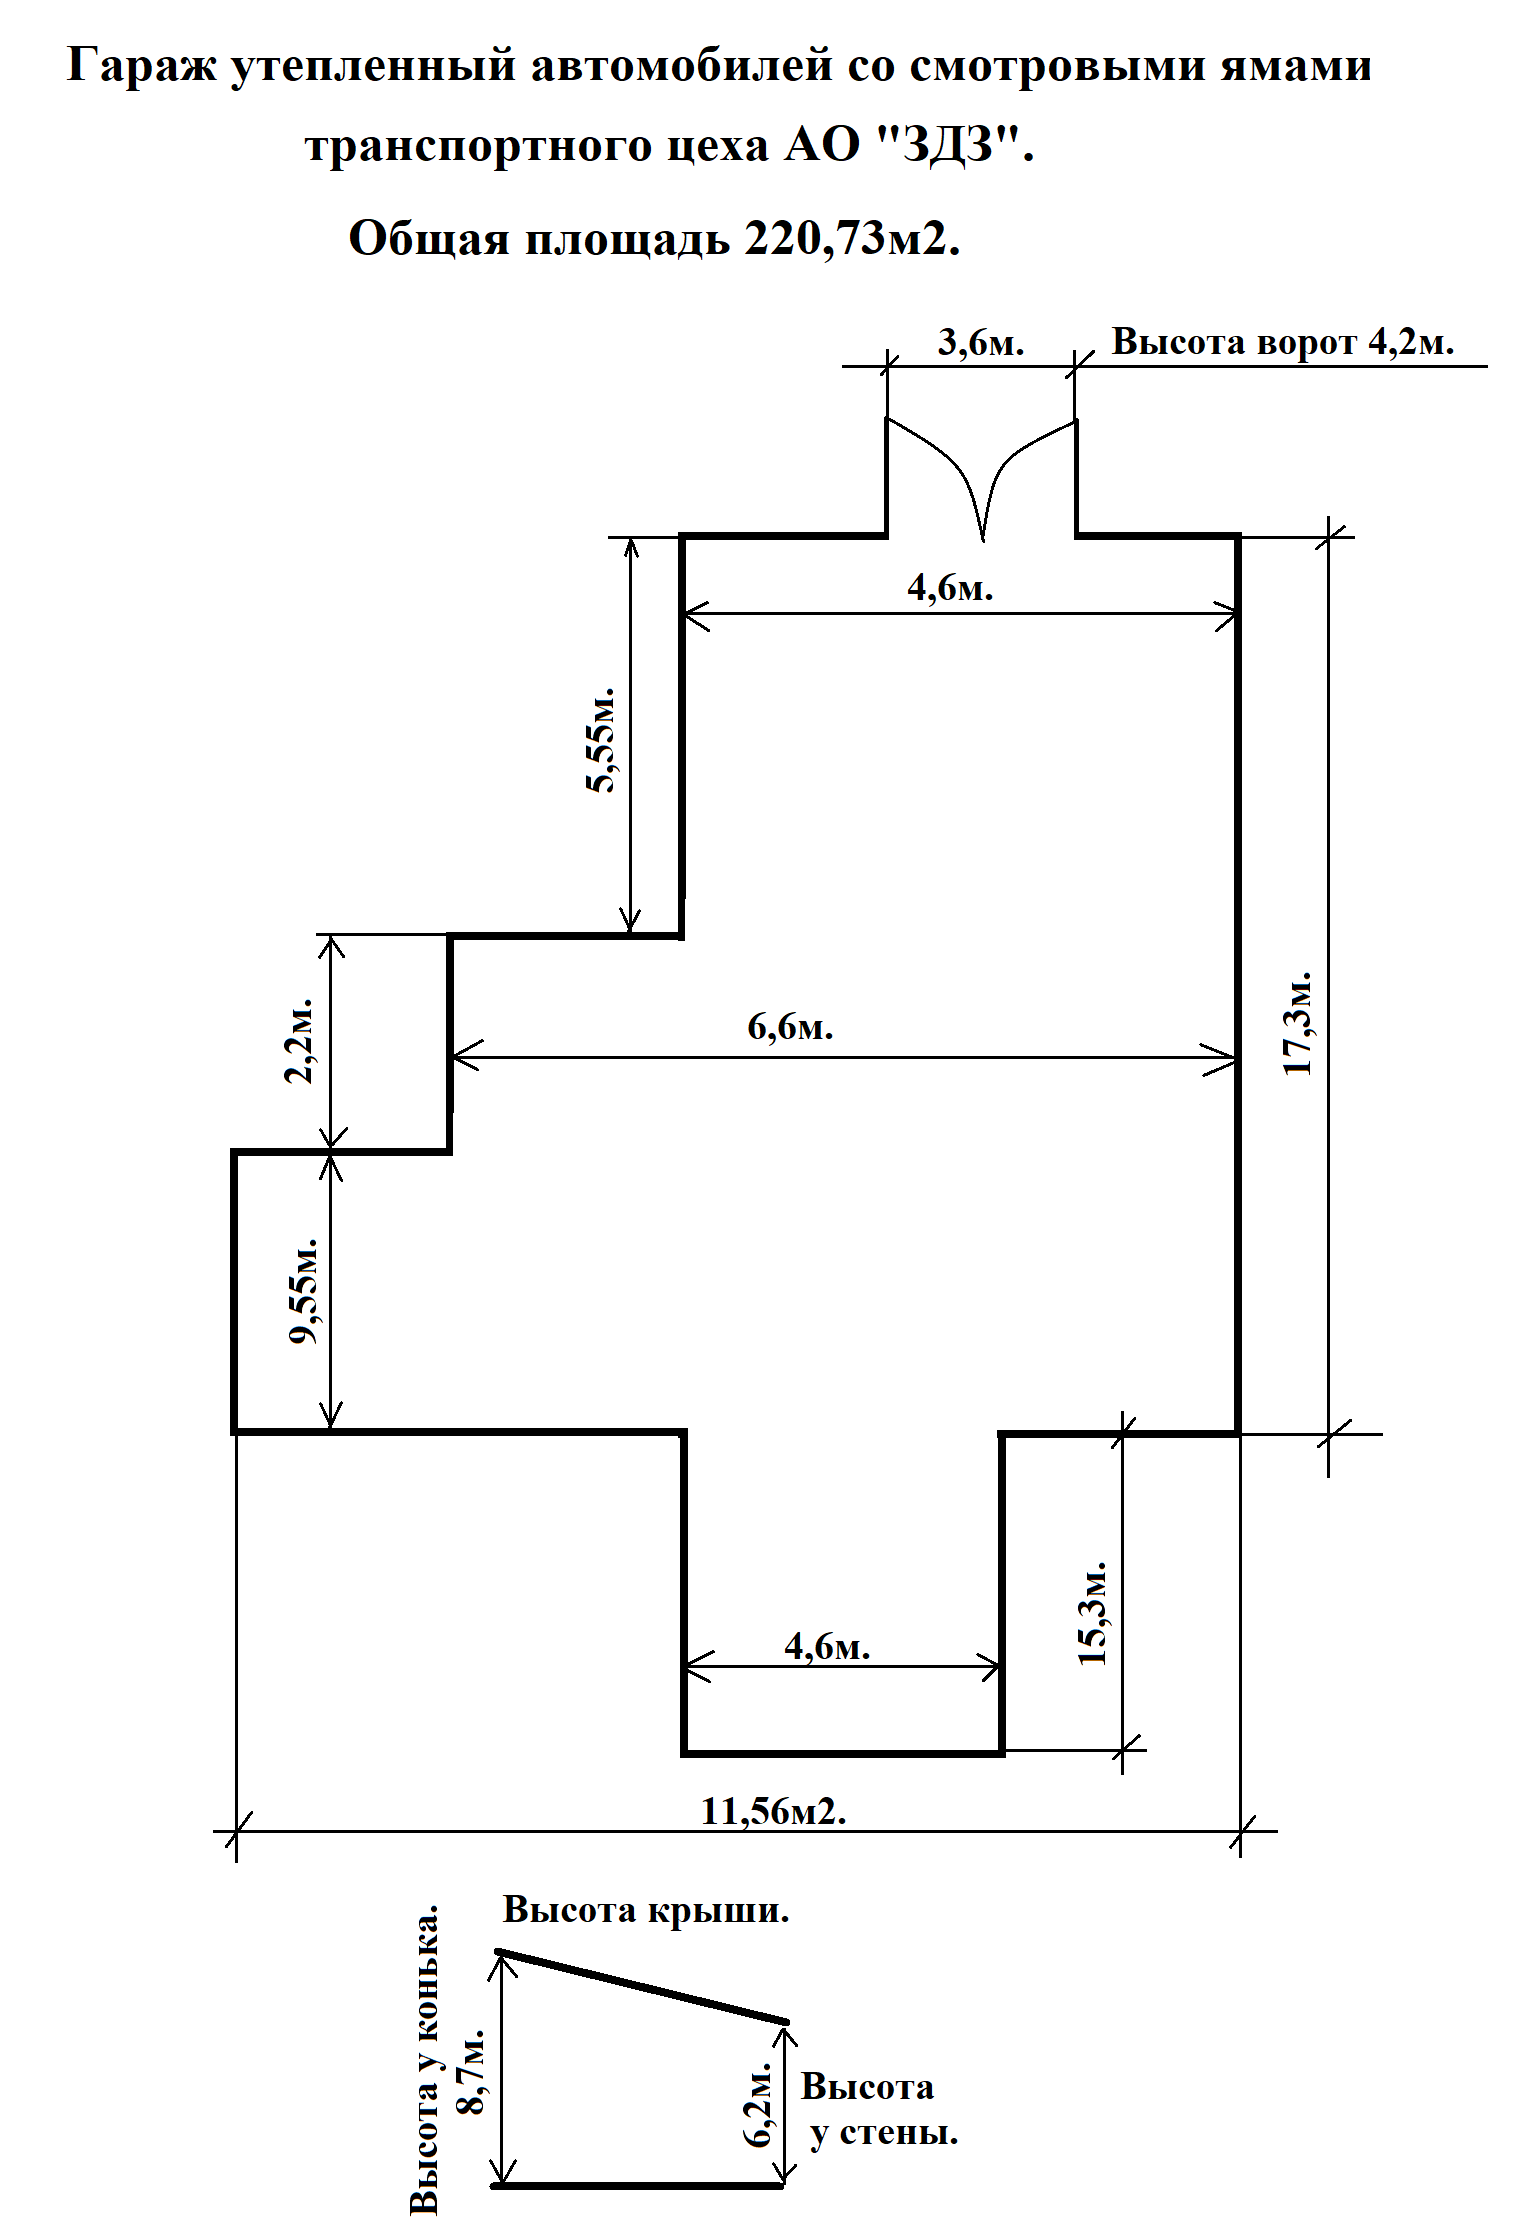 Гараж утепленный автомобилей со смотровыми ямами
транспортного цеха АО "ЗДЗ".
Общая площадь 220,73м2.
3,6м.
Высота ворот 4,2м.
4,6м.
5,55м.
2,2м.
6,6м.
17,3м.
9,55м.
15,3м.
4,6м.
11,56м2.
Высота крыши.
Высота у конька.
8,7м.
6,2м.
Высота
у стены.